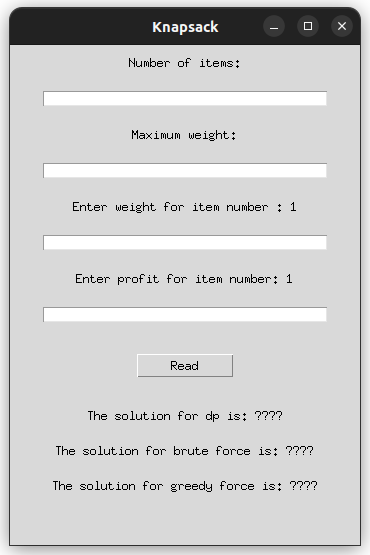 Knapsack
Number of items:
Maximum weight:
Enter weight for item number : 1
Enter profit for item number: 1
Read
The solution for dp is: ????
The solution for brute force is: ????
The solution for greedy force is: ????